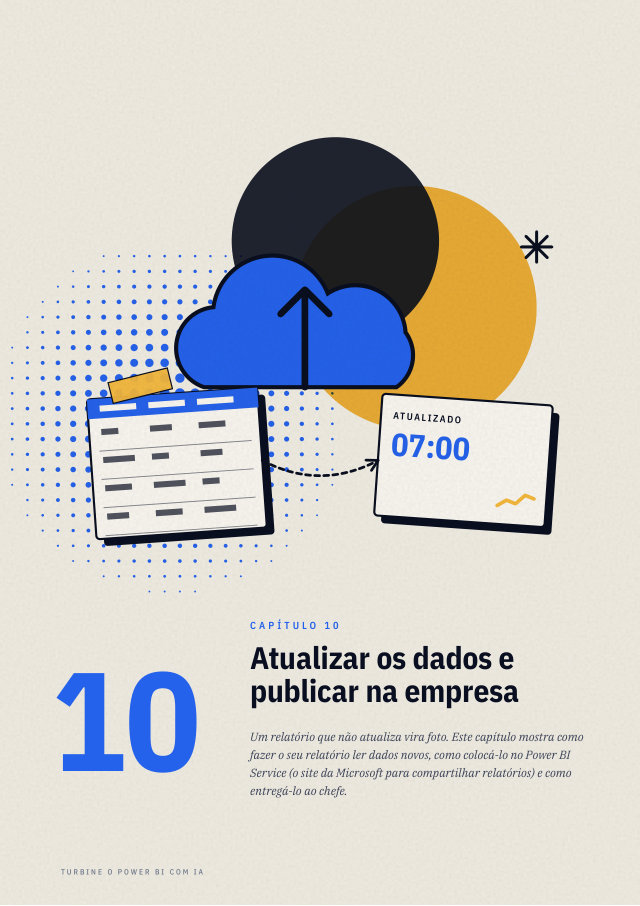 ATUALIZADO
07:00
CAPÍTULO 10
10
Atualizar os dados e
publicar na empresa
Um relatório que não atualiza vira foto. Este capítulo mostra como
fazer o seu relatório ler dados novos, como colocá-lo no Power BI
Service (o site da Microsoft para compartilhar relatórios) e como
entregá-lo ao chefe.
TURBINE O POWER BI COM IA